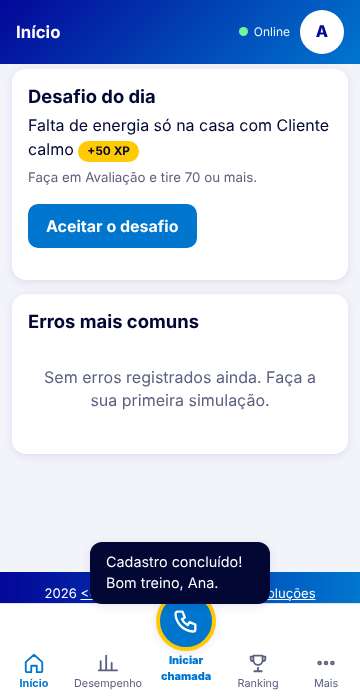 Início
Online
A
Desafio do dia
Falta de energia só na casa com Cliente
calmo +50 XP
Faça em Avaliação e tire 70 ou mais.
Aceitar o desafio
Erros mais comuns
Sem erros registrados ainda. Faça a
sua primeira simulação.
Cadastro concluído!
Bom treino, Ana.
2026
Início
Desempenho
Iniciar
chamada
Ranking
Mais